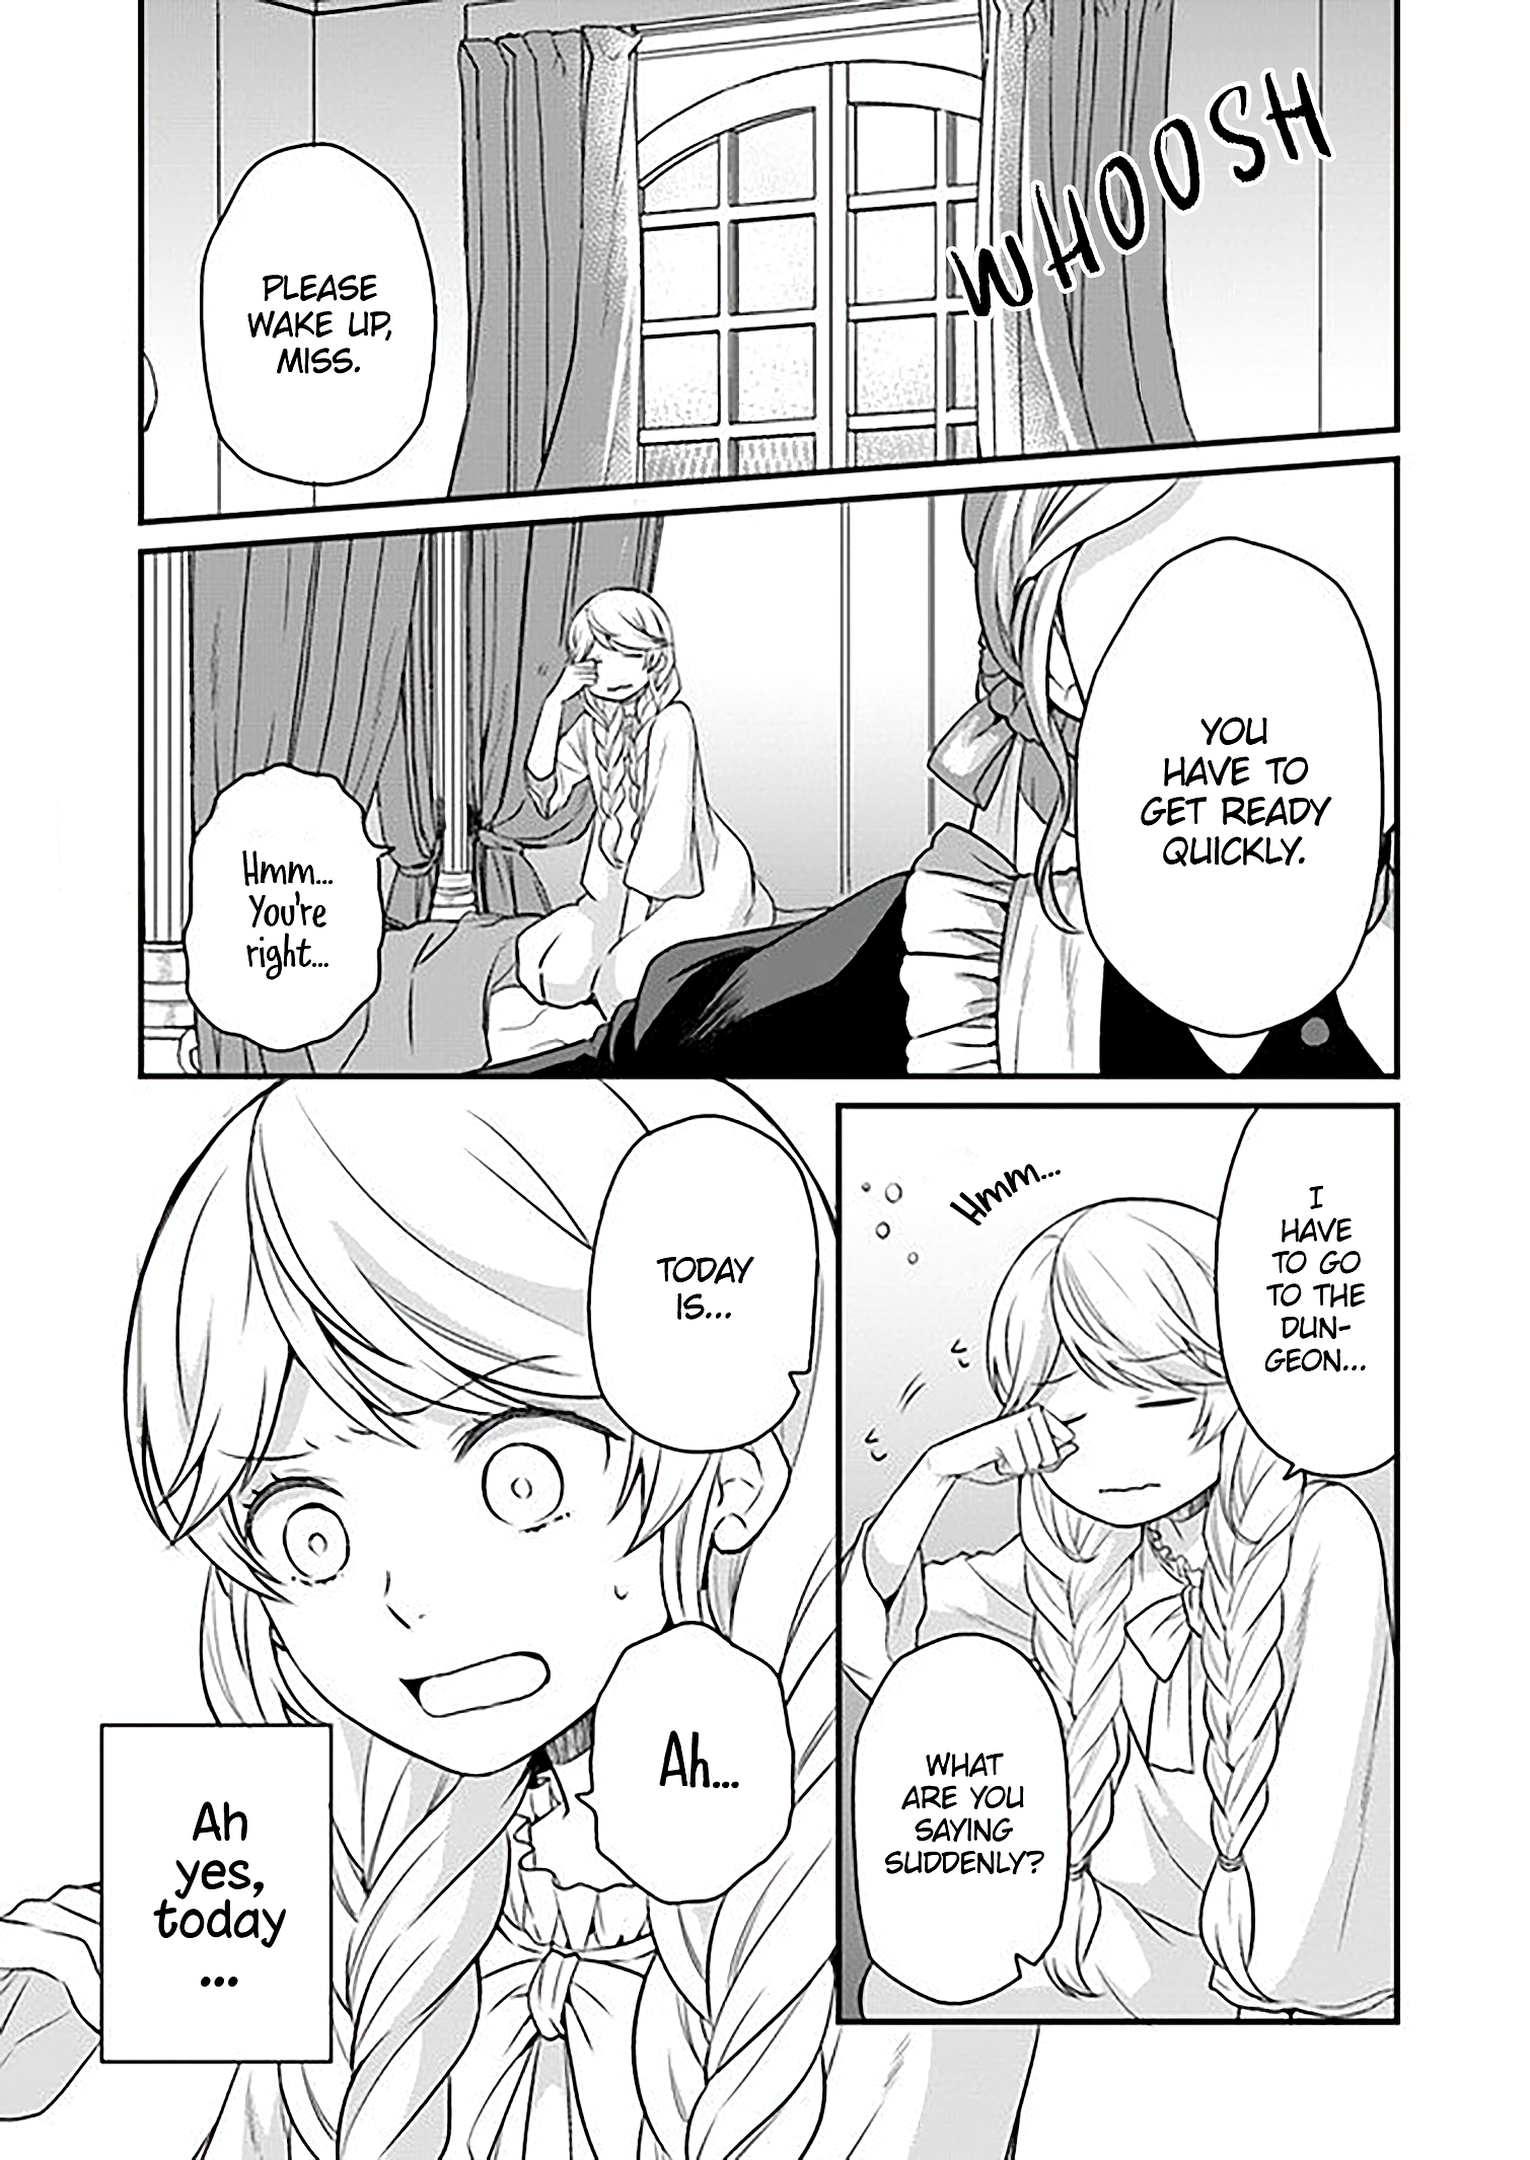 WHOOSH
PLEASE
WAKE UP,
MISS.
YOU
HAVE TO
GET READY
QUICKLY.
Hmm...
You're
right...
I
HAVE
TO GO
TO THE
DUN-
GEON...
Hmm...
WHAT
ARE YOU
SAYING
SUDDENLY?
TODAY
IS...
Ah...
Ah
yes,
today
...